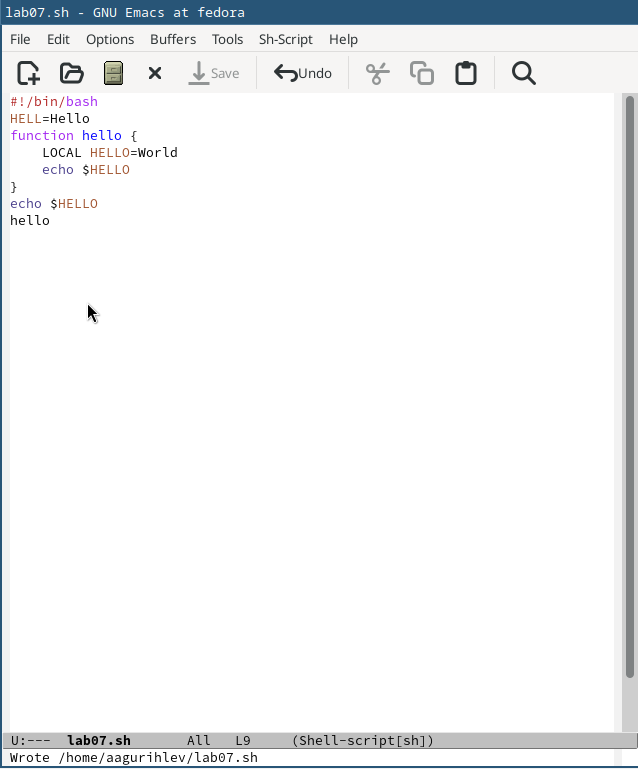 lab07.sh - GNU Emacs at fedora
File Edit Options Buffers Tools Sh-Script Help
Save Undo
#!/bin/bash
HELL=Hello
function hello {
    LOCAL HELLO=World
    echo $HELLO
}
echo $HELLO
hello
U:--- lab07.sh All L9 (Shell-script[sh])
Wrote /home/aagurihlev/lab07.sh